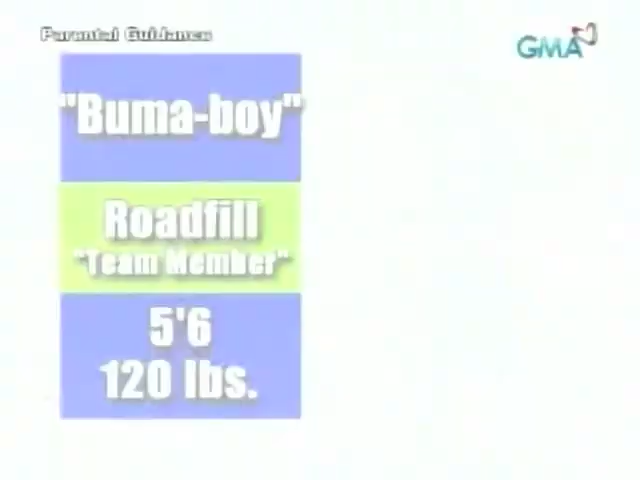 Parental Guidance
GMA
"Buma-boy"
Roadfill
"Team Member"
5'6
120 lbs.